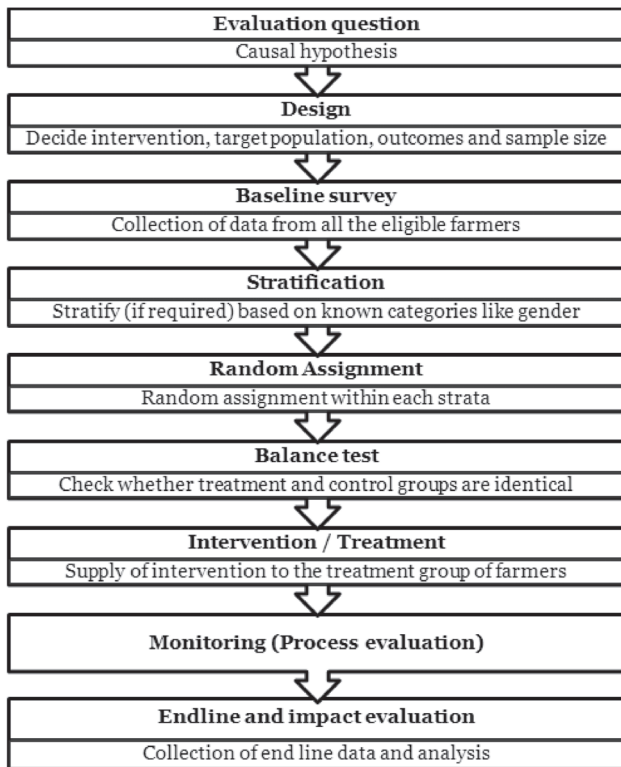 Evaluation question
Causal hypothesis
Design
Decide intervention, target population, outcomes and sample size
Baseline survey
Collection of data from all the eligible farmers
Stratification
Stratify (if required) based on known categories like gender
Random Assignment
Random assignment within each strata
Balance test
Check whether treatment and control groups are identical
Intervention / Treatment
Supply of intervention to the treatment group of farmers
Monitoring (Process evaluation)
Endline and impact evaluation
Collection of end line data and analysis